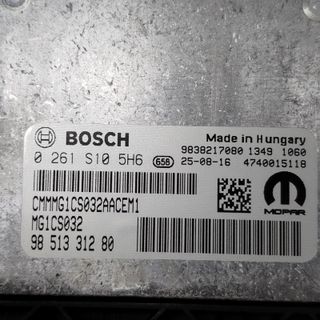 BOSCH
Made in Hungary
0 261 S10 5H6 656
9838217080 1349 1060
25-08-16 4740015118
CMMMG1CS032AACEM1
MG1CS032
98 513 312 80
MOPAR